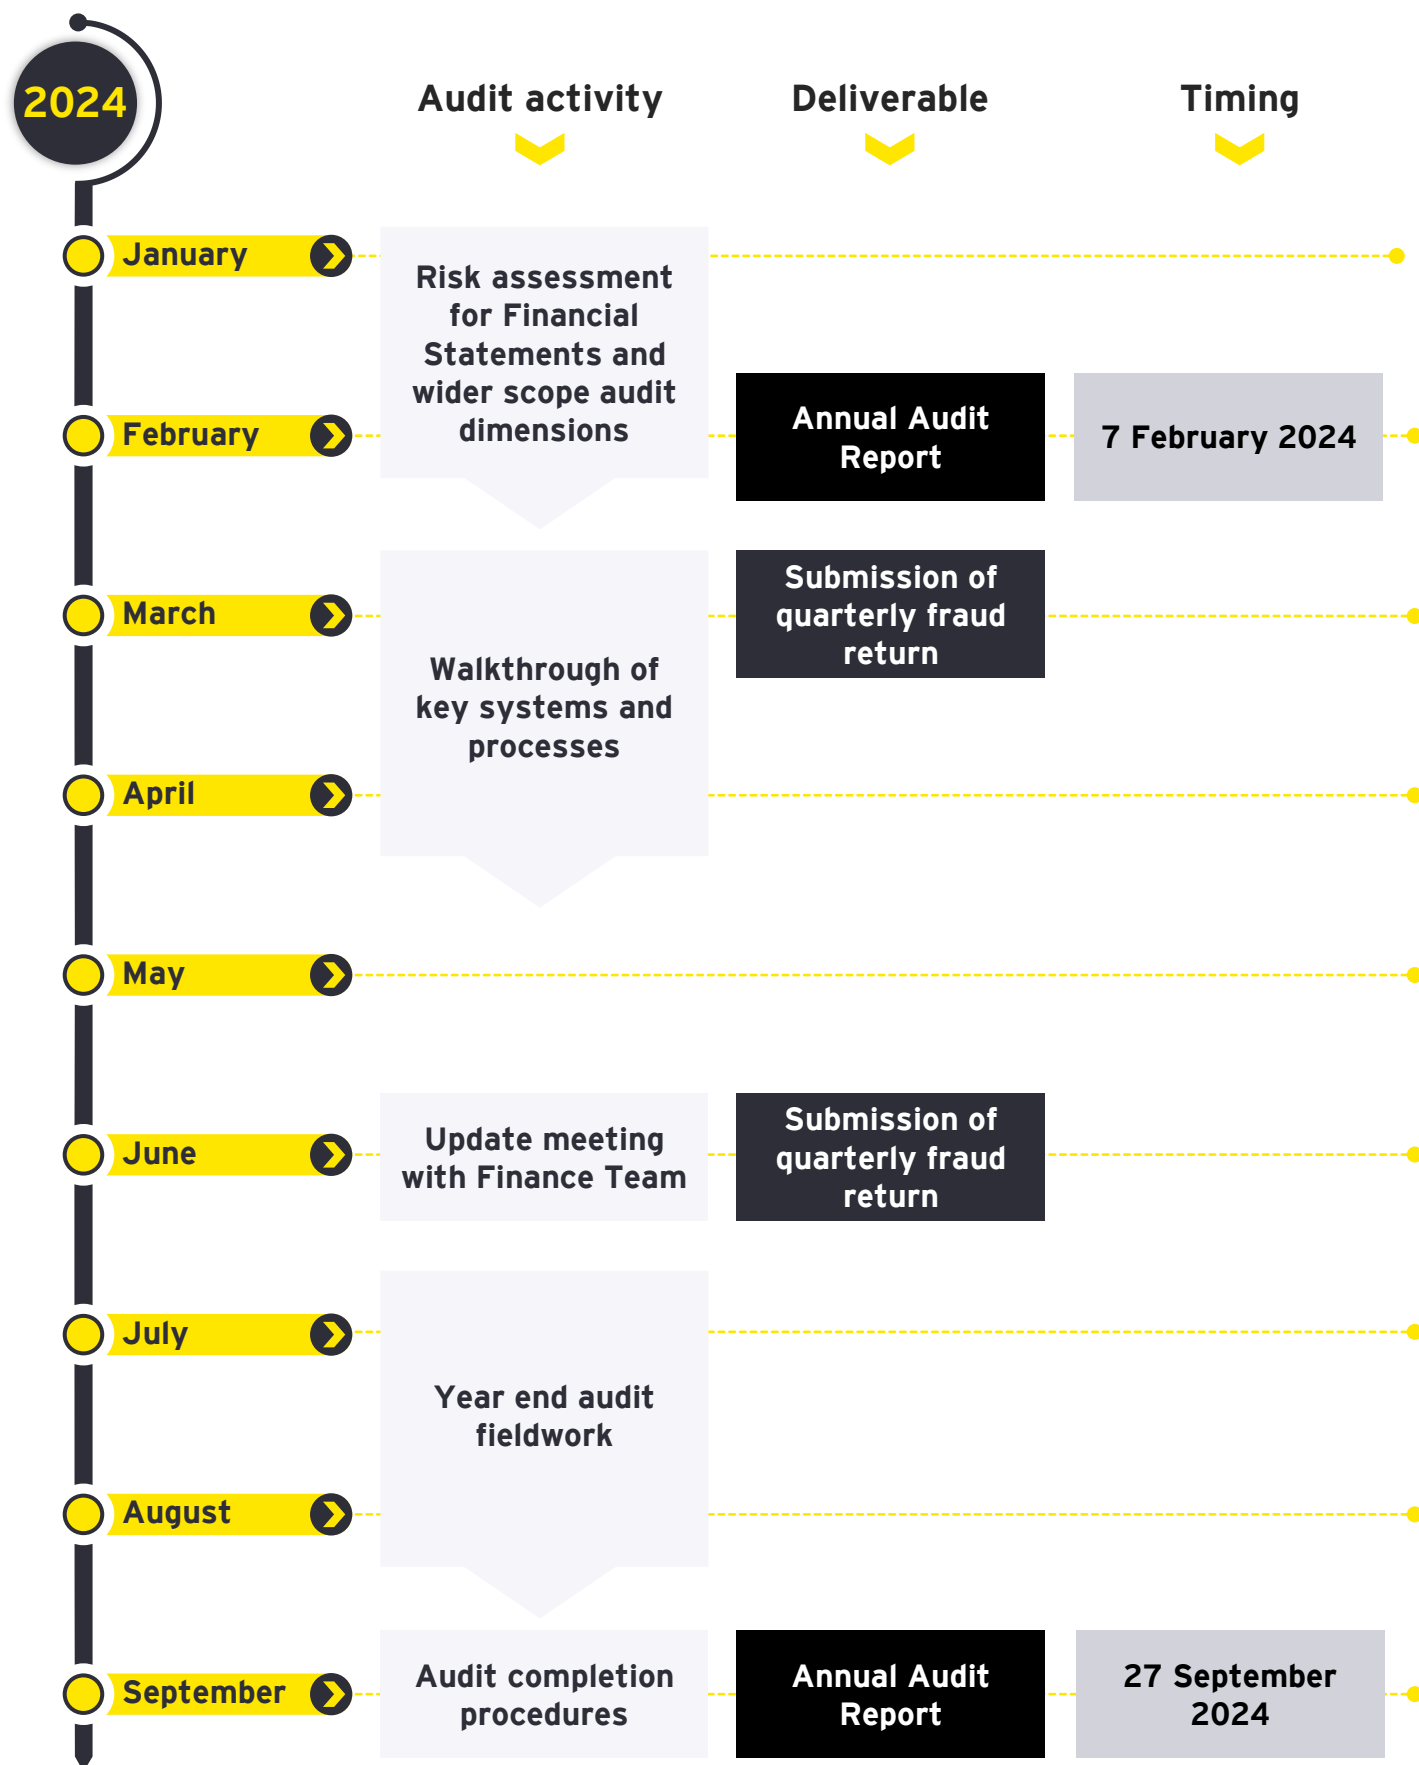 2024
Audit activity
Deliverable
Timing
January
Risk assessment
for Financial
Statements and
wider scope audit
dimensions
February
Annual Audit
Report
7 February 2024
March
Submission of
quarterly fraud
return
Walkthrough of
key systems and
processes
April
May
June
Update meeting
with Finance Team
Submission of
quarterly fraud
return
July
Year end audit
fieldwork
August
September
Audit completion
procedures
Annual Audit
Report
27 September
2024